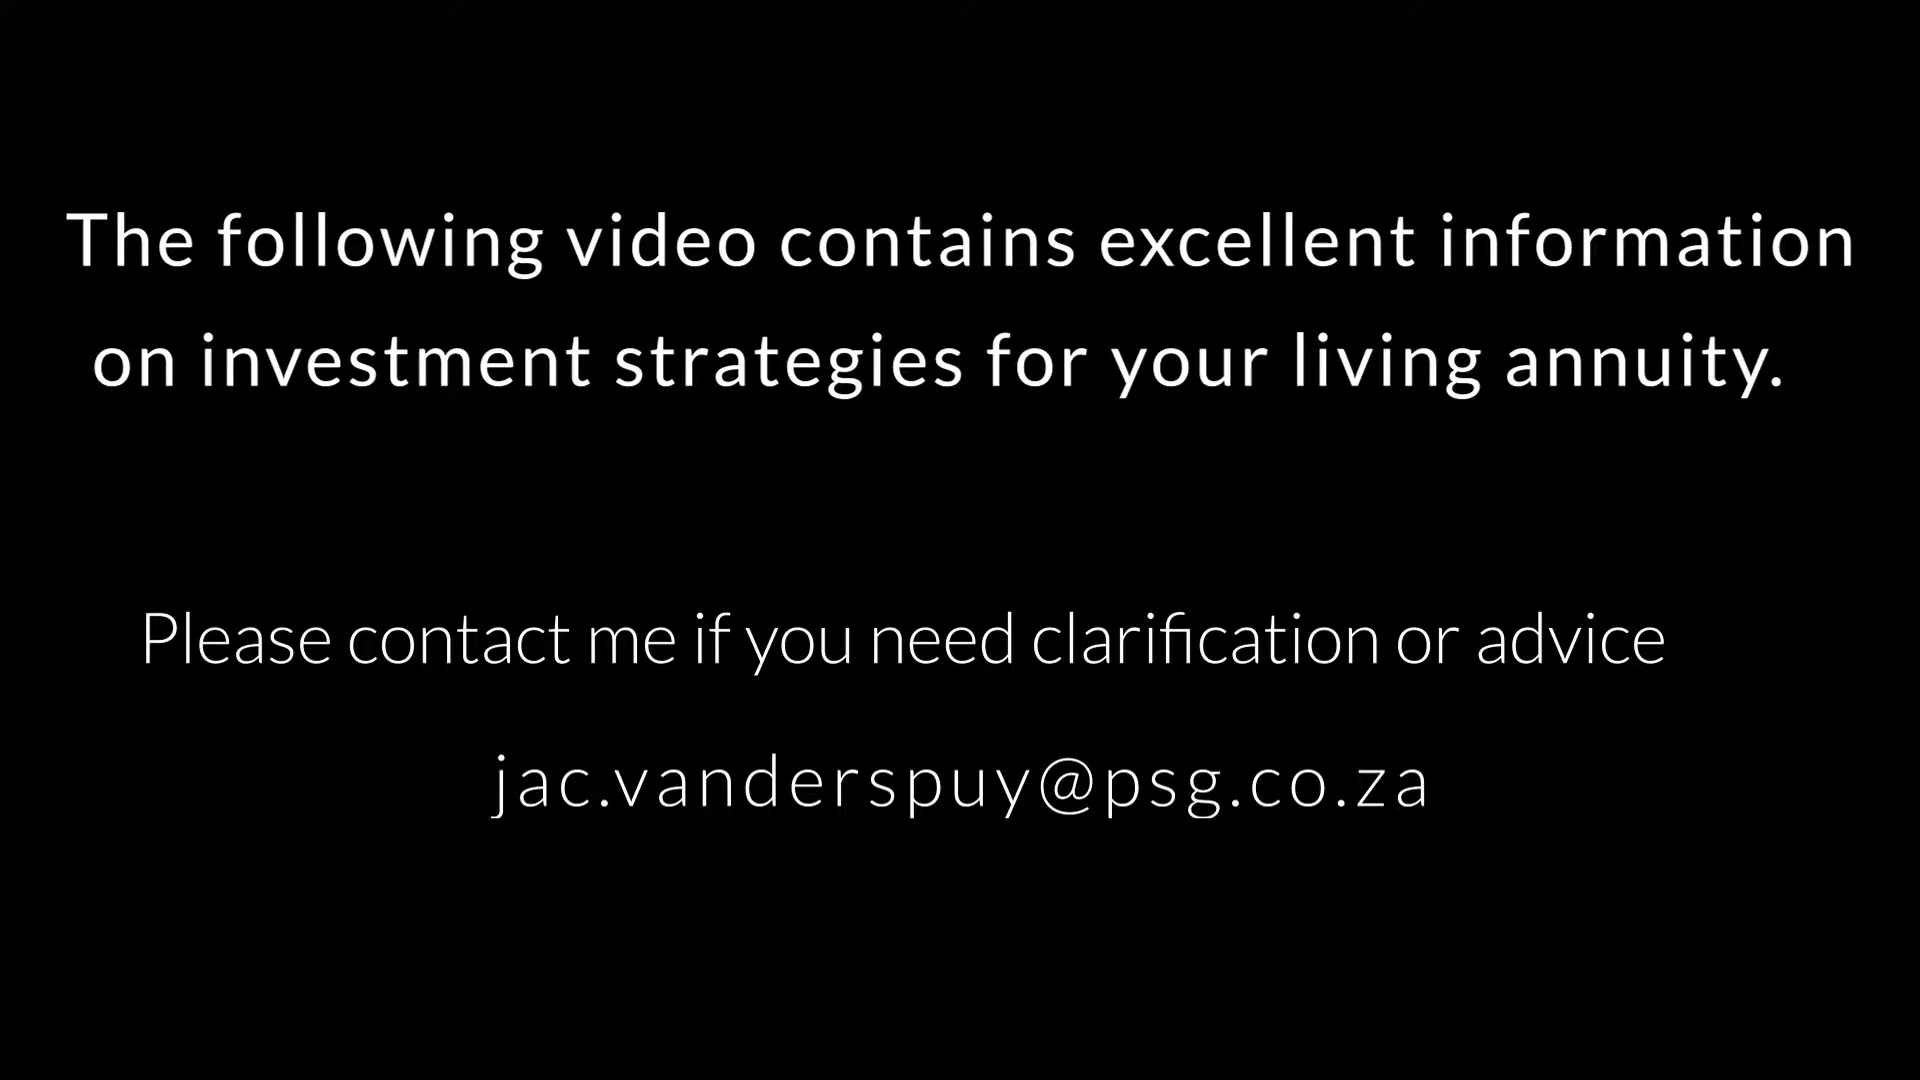 The following video contains excellent information
on investment strategies for your living annuity.
Please contact me if you need clarification or advice
jac.vanderspuy@psg.co.za